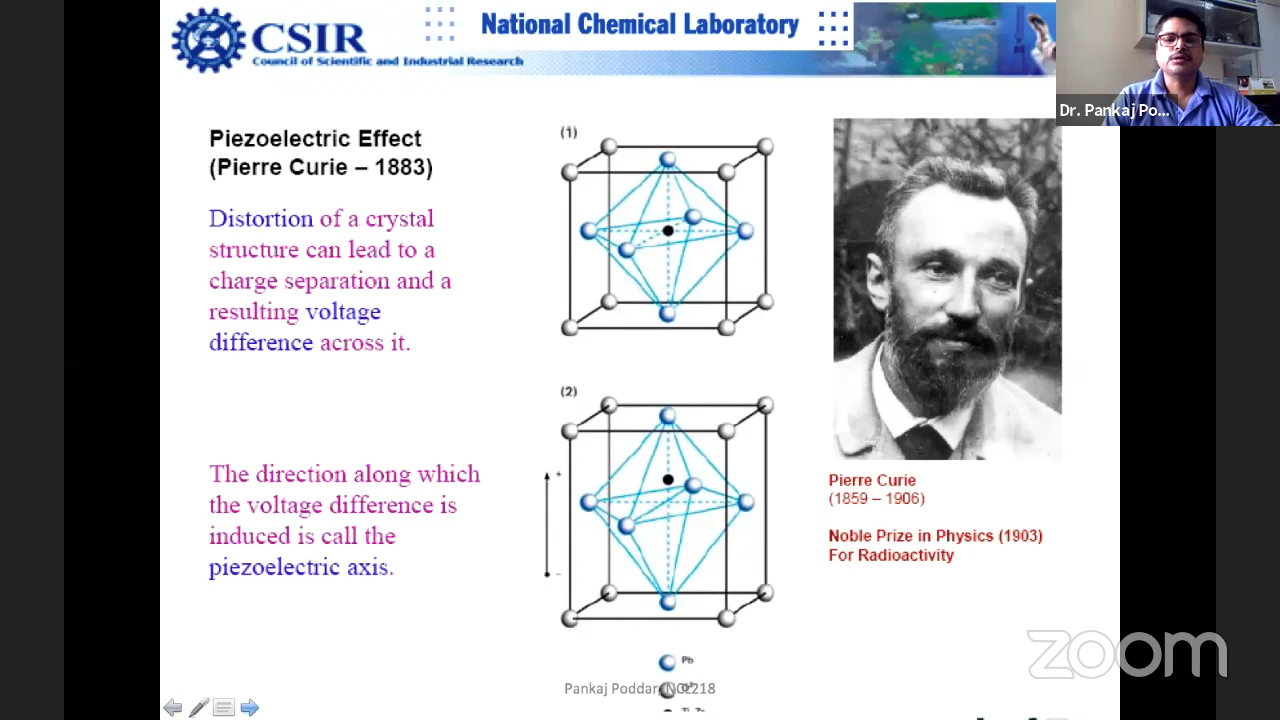 CSIR
Council of Scientific and Industrial Research
National Chemical Laboratory
Dr. Pankaj Po...
Piezoelectric Effect
(Pierre Curie – 1883)
Distortion of a crystal
structure can lead to a
charge separation and a
resulting voltage
difference across it.
The direction along which
the voltage difference is
induced is call the
piezoelectric axis.
(1)
(2)
+
–
Pb
Pankaj Poddar, NCL218
Pierre Curie
(1859 – 1906)
Noble Prize in Physics (1903)
For Radioactivity
zoom